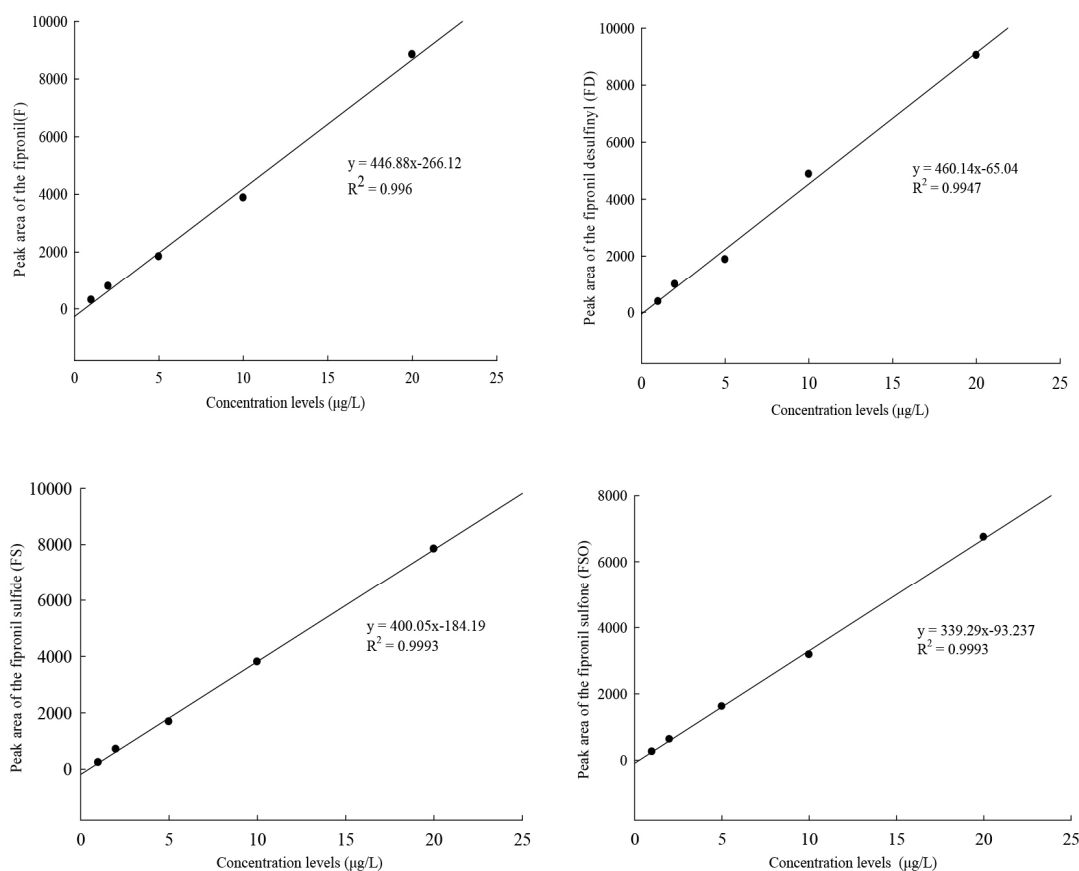 10000
8000
6000
4000
2000
0
Peak area of the fipronil(F)
y = 446.88x-266.12
R2 = 0.996
0 5 10 15 20 25
Concentration levels (μg/L)
10000
8000
6000
4000
2000
0
Peak area of the fipronil desulfinyl (FD)
y = 460.14x-65.04
R2 = 0.9947
0 5 10 15 20 25
Concentration levels (μg/L)
10000
8000
6000
4000
2000
0
Peak area of the fipronil sulfide (FS)
y = 400.05x-184.19
R2 = 0.9993
0 5 10 15 20 25
Concentration levels (μg/L)
8000
6000
4000
2000
0
Peak area of the fipronil sulfone (FSO)
y = 339.29x-93.237
R2 = 0.9993
0 5 10 15 20 25
Concentration levels (μg/L)